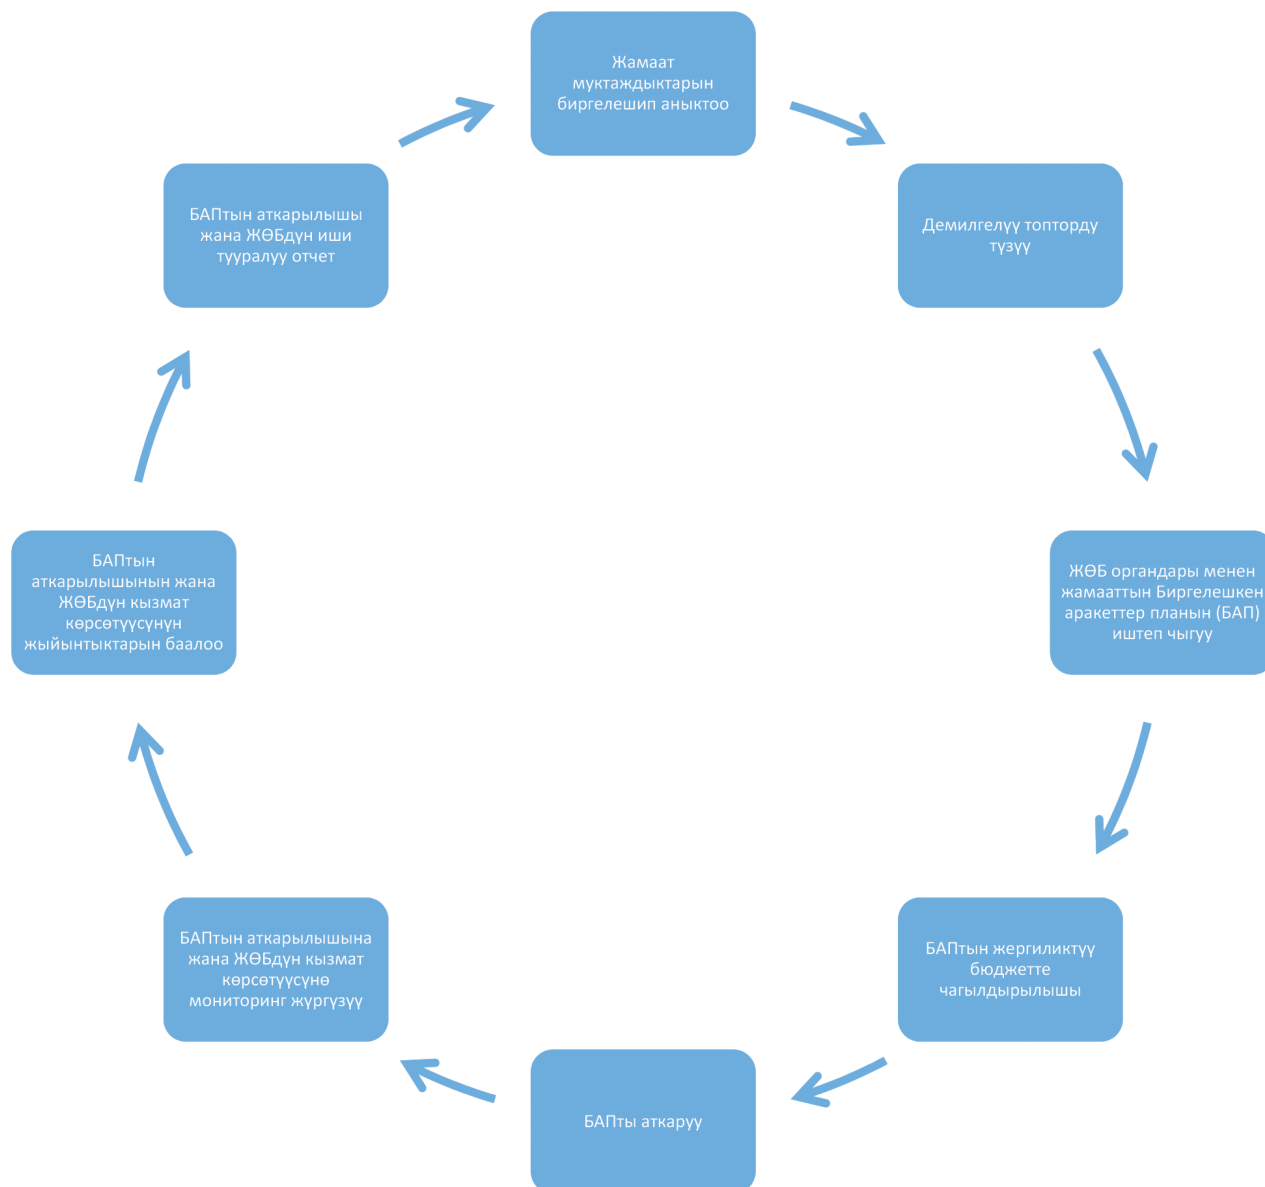 Жамаат
муктаждыктарын
биргелешип аныктоо
Демилгелүү топторду
түзүү
ЖӨБ органдары менен
жамааттын Биргелешкен
аракеттер планын (БАП)
иштеп чыгуу
БАПтын жергиликтүү
бюджетте
чагылдырылышы
БАПты аткаруу
БАПтын аткарылышына
жана ЖӨБдүн кызмат
көрсөтүүсүнө
мониторинг жүргүзүү
БАПтын
аткарылышынын жана
ЖӨБдүн кызмат
көрсөтүүсүнүн
жыйынтыктарын баалоо
БАПтын аткарылышы
жана ЖӨБдүн иши
тууралуу отчет